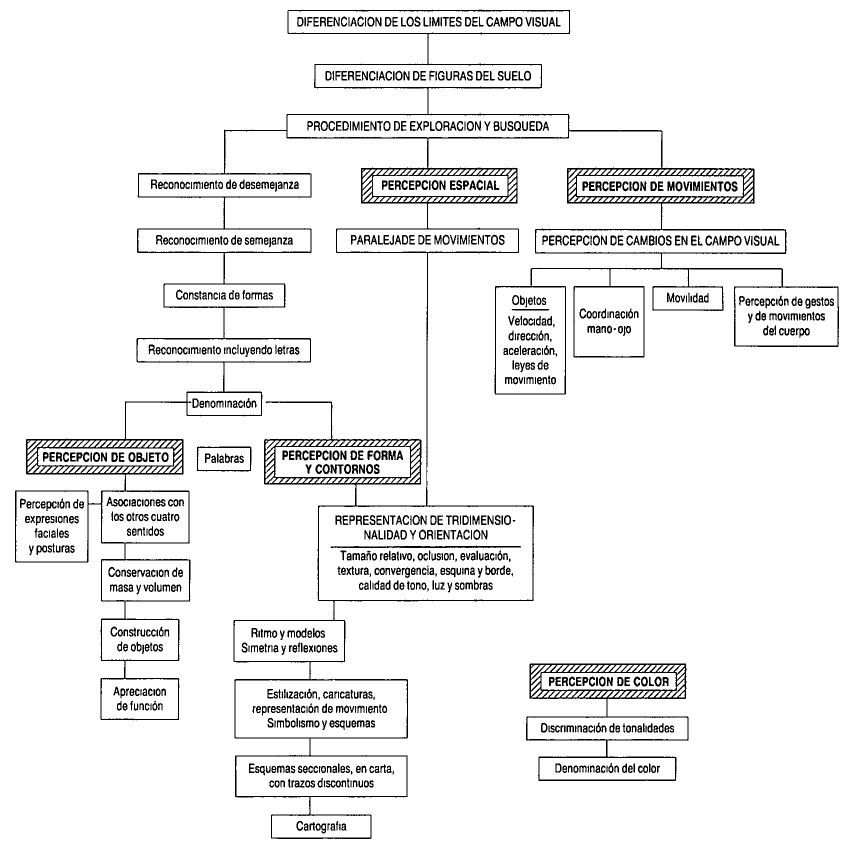 DIFERENCIACION DE LOS LIMITES DEL CAMPO VISUAL
DIFERENCIACION DE FIGURAS DEL SUELO
PROCEDIMIENTO DE EXPLORACION Y BUSQUEDA
Reconocimiento de desemejanza
PERCEPCION ESPACIAL
PERCEPCION DE MOVIMIENTOS
Reconocimiento de semejanza
PARALEJADE DE MOVIMIENTOS
PERCEPCION DE CAMBIOS EN EL CAMPO VISUAL
Constancia de formas
Objetos
Velocidad,
dirección,
aceleración,
leyes de
movimiento
Coordinación
mano-ojo
Movilidad
Percepción de gestos
y de movimientos
del cuerpo
Reconocimiento incluyendo letras
Denominación
PERCEPCION DE OBJETO
Palabras
PERCEPCION DE FORMA
Y CONTORNOS
Percepción de
expresiones
faciales
y posturas
Asociaciones con
los otros cuatro
sentidos
REPRESENTACION DE TRIDIMENSIO-
NALIDAD Y ORIENTACION
Tamaño relativo, oclusion, evaluación,
textura, convergencia, esquina y borde,
calidad de tono, luz y sombras
Conservacion de
masa y volumen
Construcción
de objetos
Ritmo y modelos
Simetria y reflexiones
Apreciacion
de función
Estilización, caricaturas,
representación de movimiento
Simbolismo y esquemas
PERCEPCION DE COLOR
Discriminación de tonalidades
Esquemas seccionales, en carta,
con trazos discontinuos
Denominación del color
Cartografia